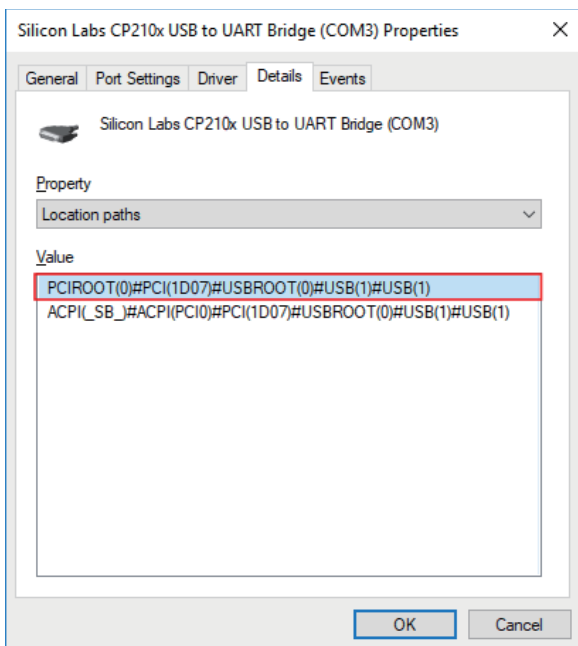 Silicon Labs CP210x USB to UART Bridge (COM3) Properties
General Port Settings Driver Details Events
Silicon Labs CP210x USB to UART Bridge (COM3)
Property
Location paths
Value
PCIROOT(0)#PCI(1D07)#USBROOT(0)#USB(1)#USB(1)
ACPI(_SB_)#ACPI(PCI0)#PCI(1D07)#USBROOT(0)#USB(1)#USB(1)
OK Cancel